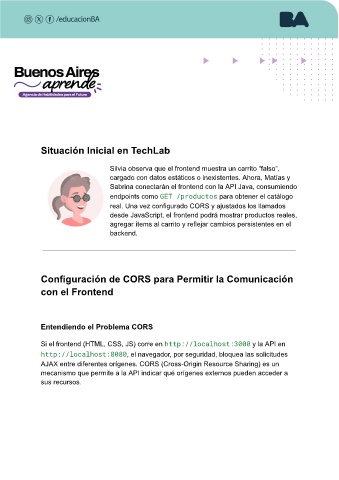 /educacionBA
BA
Buenos Aires
aprende
Agencia de Habilidades para el Futuro
Situación Inicial en TechLab
Silvia observa que el frontend muestra un carrito “falso”,
cargado con datos estáticos o inexistentes. Ahora, Matías y
Sabrina conectarán el frontend con la API Java, consumiendo
endpoints como GET /productos para obtener el catálogo
real. Una vez configurado CORS y ajustados los llamados
desde JavaScript, el frontend podrá mostrar productos reales,
agregar ítems al carrito y reflejar cambios persistentes en el
backend.
Configuración de CORS para Permitir la Comunicación
con el Frontend
Entendiendo el Problema CORS
Si el frontend (HTML, CSS, JS) corre en http://localhost:3000 y la API en
http://localhost:8080, el navegador, por seguridad, bloquea las solicitudes
AJAX entre diferentes orígenes. CORS (Cross-Origin Resource Sharing) es un
mecanismo que permite a la API indicar qué orígenes externos pueden acceder a
sus recursos.